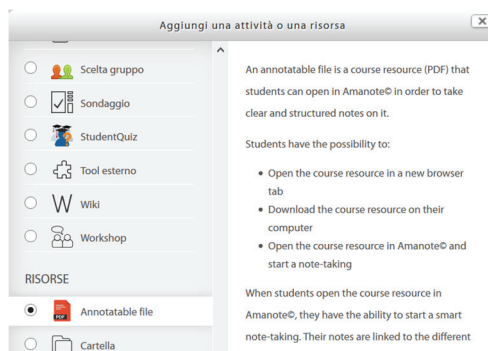 Aggiungi una attività o una risorsa
Scelta gruppo
Sondaggio
StudentQuiz
Tool esterno
Wiki
Workshop
RISORSE
Annotatable file
Cartella
An annotatable file is a course resource (PDF) that
students can open in Amanote© in order to take
clear and structured notes on it.
Students have the possibility to:
Open the course resource in a new browser
tab
Download the course resource on their
computer
Open the course resource in Amanote© and
start a note-taking
When students open the course resource in
Amanote©, they have the ability to start a smart
note-taking. Their notes are linked to the different